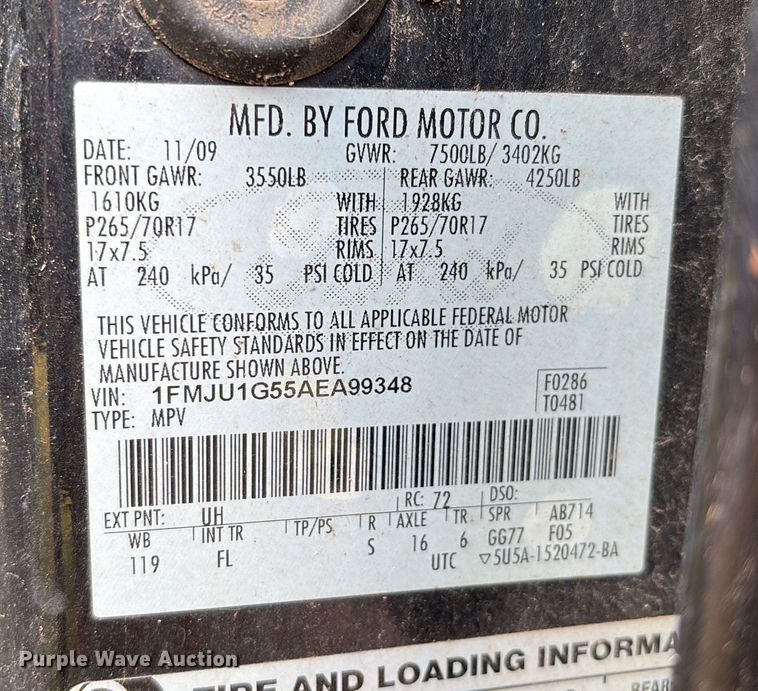 MFD. BY FORD MOTOR CO.
DATE: 11/09 GVWR: 7500LB/ 3402KG
FRONT GAWR: 3550LB REAR GAWR: 4250LB
1610KG WITH 1928KG WITH
P265/70R17 TIRES P265/70R17 TIRES
17x7.5 RIMS 17x7.5 RIMS
AT 240 kPa/ 35 PSI COLD AT 240 kPa/ 35 PSI COLD
THIS VEHICLE CONFORMS TO ALL APPLICABLE FEDERAL MOTOR
VEHICLE SAFETY STANDARDS IN EFFECT ON THE DATE OF
MANUFACTURE SHOWN ABOVE.
VIN: 1FMJU1G55AEA99348 F0286
TYPE: MPV T0481
RC: 72 DSO:
EXT PNT: UH
WB INT TR TP/PS R AXLE TR SPR AB714
119 FL S 16 6 GG77 F05
UTC ▽5U5A-1520472-BA
TIRE AND LOADING INFORMA
REAR
Purple Wave Auction